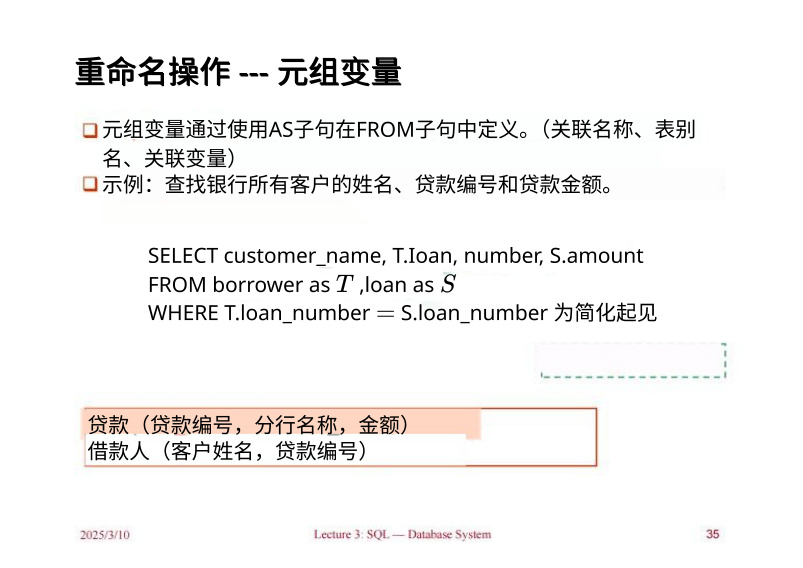 重命名操作 --- 元组变量
元组变量通过使用AS子句在FROM子句中定义。（关联名称、表别
名、关联变量）
示例：查找银行所有客户的姓名、贷款编号和贷款金额。
SELECT customer_name, T.Ioan, number, S.amount
FROM borrower as T ,loan as S
WHERE T.loan_number = S.loan_number 为简化起见
贷款（贷款编号，分行名称，金额）
借款人（客户姓名，贷款编号）
2025/3/10
Lecture 3: SQL — Database System
35